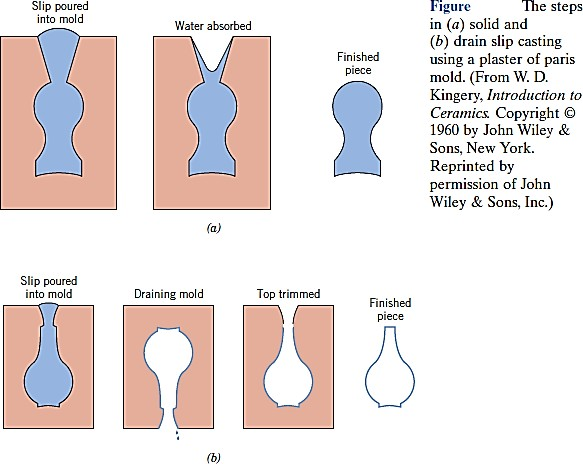 Slip poured
into mold
Water absorbed
Finished
piece
(a)
Figure The steps
in (a) solid and
(b) drain slip casting
using a plaster of paris
mold. (From W. D.
Kingery, Introduction to
Ceramics. Copyright ©
1960 by John Wiley &
Sons, New York.
Reprinted by
permission of John
Wiley & Sons, Inc.)
Slip poured
into mold
Draining mold
Top trimmed
Finished
piece
(b)